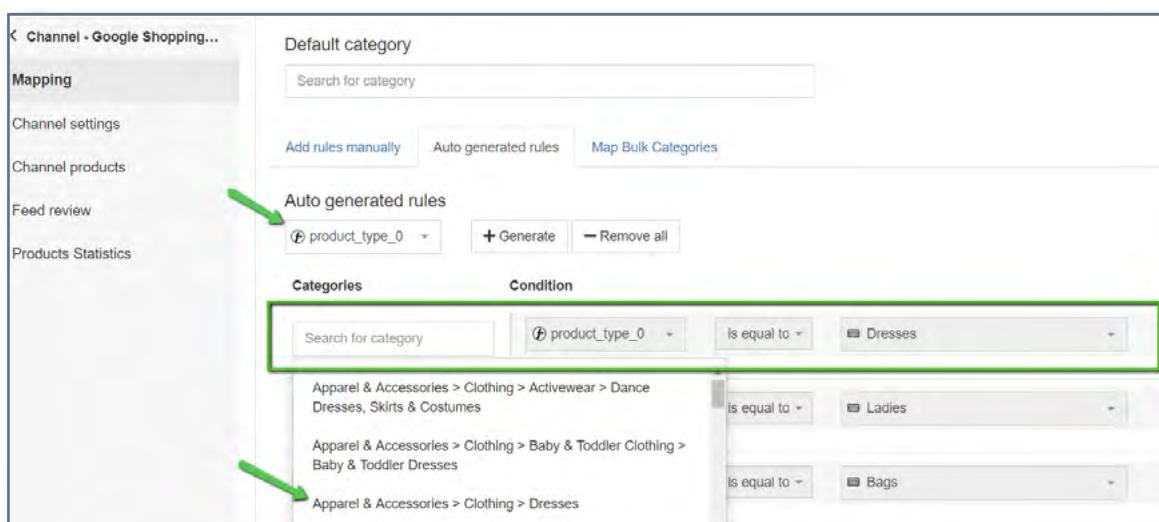 Channel - Google Shopping...
Mapping
Channel settings
Channel products
Feed review
Products Statistics
Default category
Search for category
Add rules manually Auto generated rules Map Bulk Categories
Auto generated rules
product_type_0 + Generate − Remove all
Categories Condition
Search for category product_type_0 Is equal to Dresses
Apparel & Accessories > Clothing > Activewear > Dance
Dresses, Skirts & Costumes
is equal to Ladies
Apparel & Accessories > Clothing > Baby & Toddler Clothing >
Baby & Toddler Dresses
is equal to Bags
Apparel & Accessories > Clothing > Dresses